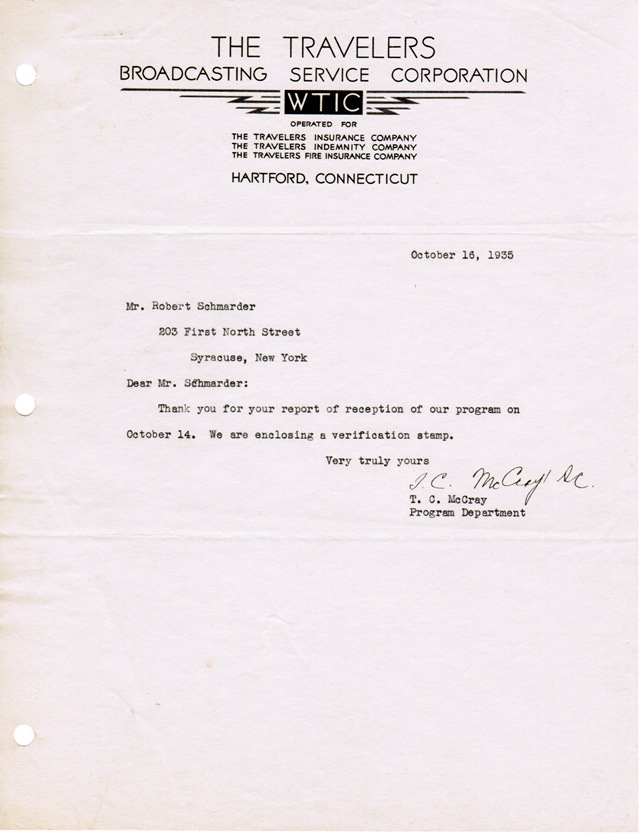 THE TRAVELERS
BROADCASTING SERVICE CORPORATION
WTIC
OPERATED FOR
THE TRAVELERS INSURANCE COMPANY
THE TRAVELERS INDEMNITY COMPANY
THE TRAVELERS FIRE INSURANCE COMPANY
HARTFORD, CONNECTICUT
October 16, 1935
Mr. Robert Schmarder
203 First North Street
Syracuse, New York
Dear Mr. Schmarder:
Thank you for your report of reception of our program on
October 14. We are enclosing a verification stamp.
Very truly yours
T. C. McCray
T. C. McCray
Program Department